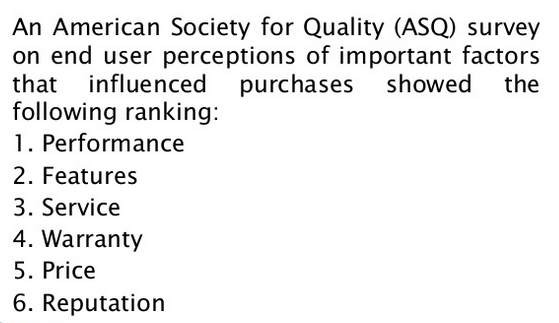 An American Society for Quality (ASQ) survey
on end user perceptions of important factors
that influenced purchases showed the
following ranking:
1. Performance
2. Features
3. Service
4. Warranty
5. Price
6. Reputation